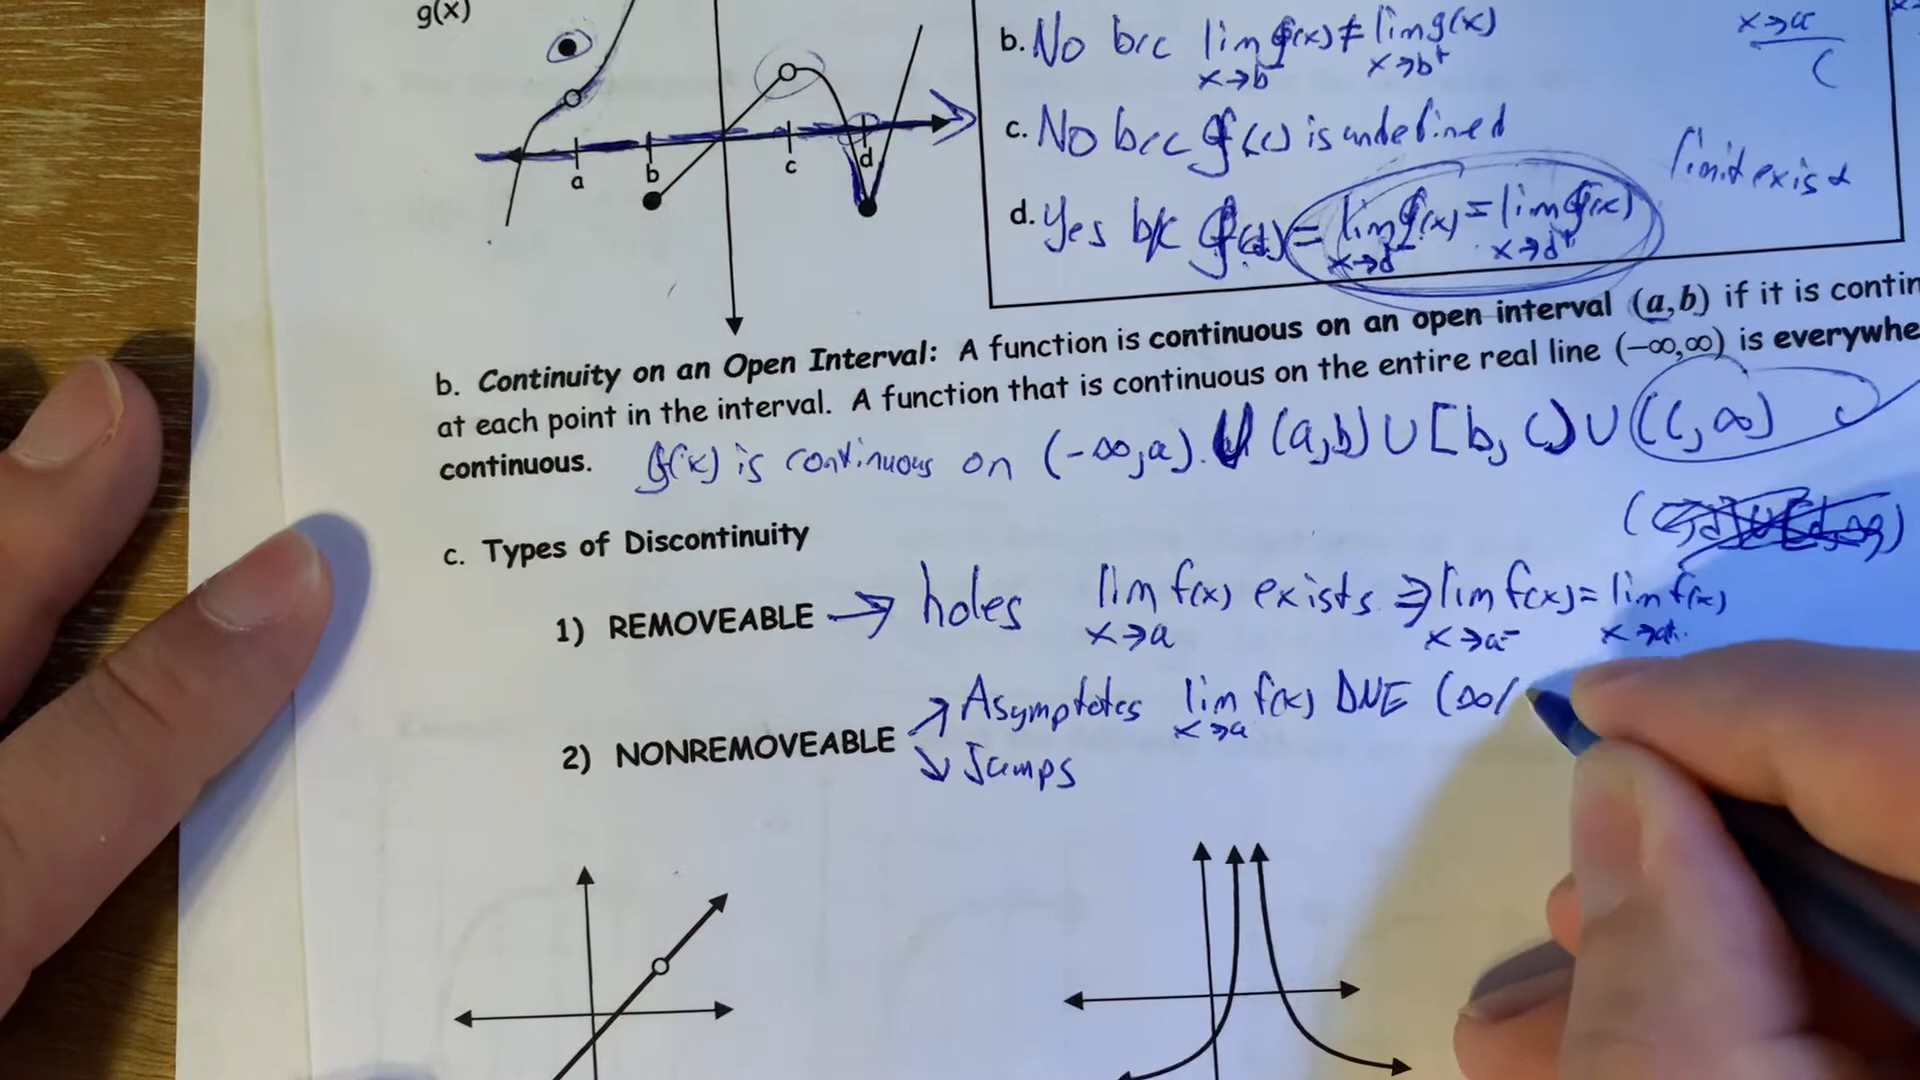 g(x)
a b c d
b. No b/c lim g(x) ≠ lim g(x)
x→b⁻ x→b⁺
x→a⁻
c. No b/c g(c) is undefined
limit exist
d. Yes b/c g(d) = lim g(x) = lim g(x)
x→d⁻ x→d⁺
b. Continuity on an Open Interval: A function is continuous on an open interval (a,b) if it is contin
at each point in the interval. A function that is continuous on the entire real line (−∞,∞) is everywhe
continuous. g(x) is continuous on (-∞,a) ∪ (a,b) ∪ [b, c) ∪ (c, ∞)
c. Types of Discontinuity
1) REMOVEABLE → holes lim f(x) exists ⇒ lim f(x) = lim f(x)
x→a x→a⁻ x→a⁺
↗ Asymptotes lim f(x) DNE (∞/
x→a
2) NONREMOVEABLE
↘ Jumps